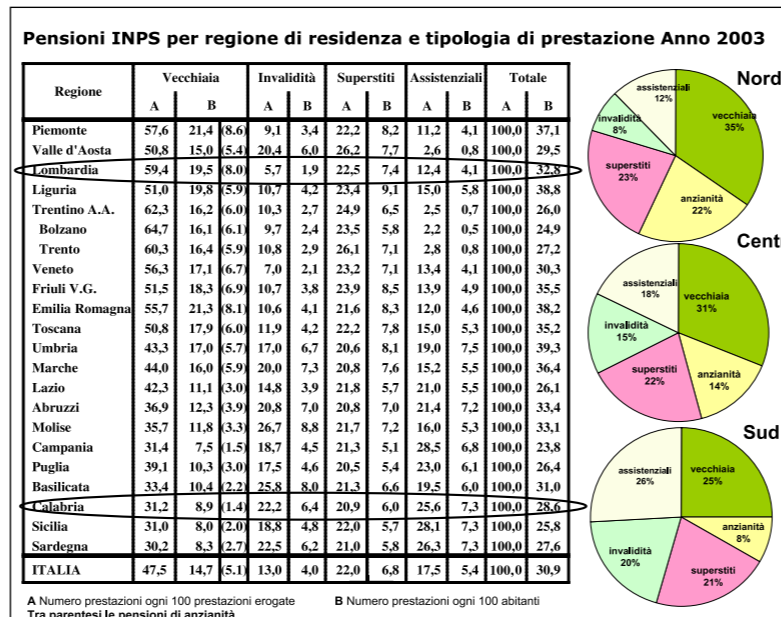 Pensioni INPS per regione di residenza e tipologia di prestazione Anno 2003
Regione Vecchiaia Invalidità Superstiti Assistenziali Totale
A B A B A B A B A B
Piemonte 57,6 21,4 (8.6) 9,1 3,4 22,2 8,2 11,2 4,1 100,0 37,1
Valle d'Aosta 50,8 15,0 (5.4) 20,4 6,0 26,2 7,7 2,6 0,8 100,0 29,5
Lombardia 59,4 19,5 (8.0) 5,7 1,9 22,5 7,4 12,4 4,1 100,0 32,8
Liguria 51,0 19,8 (5.9) 10,7 4,2 23,4 9,1 15,0 5,8 100,0 38,8
Trentino A.A. 62,3 16,2 (6.0) 10,3 2,7 24,9 6,5 2,5 0,7 100,0 26,0
Bolzano 64,7 16,1 (6.1) 9,7 2,4 23,5 5,8 2,2 0,5 100,0 24,9
Trento 60,3 16,4 (5.9) 10,8 2,9 26,1 7,1 2,8 0,8 100,0 27,2
Veneto 56,3 17,1 (6.7) 7,0 2,1 23,2 7,1 13,4 4,1 100,0 30,3
Friuli V.G. 51,5 18,3 (6.9) 10,7 3,8 23,9 8,5 13,9 4,9 100,0 35,5
Emilia Romagna 55,7 21,3 (8.1) 10,6 4,1 21,6 8,3 12,0 4,6 100,0 38,2
Toscana 50,8 17,9 (6.0) 11,9 4,2 22,2 7,8 15,0 5,3 100,0 35,2
Umbria 43,3 17,0 (5.7) 17,0 6,7 20,6 8,1 19,0 7,5 100,0 39,3
Marche 44,0 16,0 (5.9) 20,0 7,3 20,8 7,6 15,2 5,5 100,0 36,4
Lazio 42,3 11,1 (3.0) 14,8 3,9 21,8 5,7 21,0 5,5 100,0 26,1
Abruzzi 36,9 12,3 (3.9) 20,8 7,0 20,8 7,0 21,4 7,2 100,0 33,4
Molise 35,7 11,8 (3.3) 26,7 8,8 21,7 7,2 16,0 5,3 100,0 33,1
Campania 31,4 7,5 (1.5) 18,7 4,5 21,3 5,1 28,5 6,8 100,0 23,8
Puglia 39,1 10,3 (3.0) 17,5 4,6 20,5 5,4 23,0 6,1 100,0 26,4
Basilicata 33,4 10,4 (2.2) 25,8 8,0 21,3 6,6 19,5 6,0 100,0 31,0
Calabria 31,2 8,9 (1.4) 22,2 6,4 20,9 6,0 25,6 7,3 100,0 28,6
Sicilia 31,0 8,0 (2.0) 18,8 4,8 22,0 5,7 28,1 7,3 100,0 25,8
Sardegna 30,2 8,3 (2.7) 22,5 6,2 21,0 5,8 26,3 7,3 100,0 27,6
ITALIA 47,5 14,7 (5.1) 13,0 4,0 22,0 6,8 17,5 5,4 100,0 30,9
A Numero prestazioni ogni 100 prestazioni erogate B Numero prestazioni ogni 100 abitanti
Tra parentesi le pensioni di anzianità
Nord
assistenziali
12%
vecchiaia
35%
invalidità
8%
superstiti
23%
anzianità
22%
Centr
assistenziali
18%
vecchiaia
31%
invalidità
15%
superstiti
22%
anzianità
14%
Sud
assistenziali
26%
vecchiaia
25%
anzianità
8%
invalidità
20%
superstiti
21%